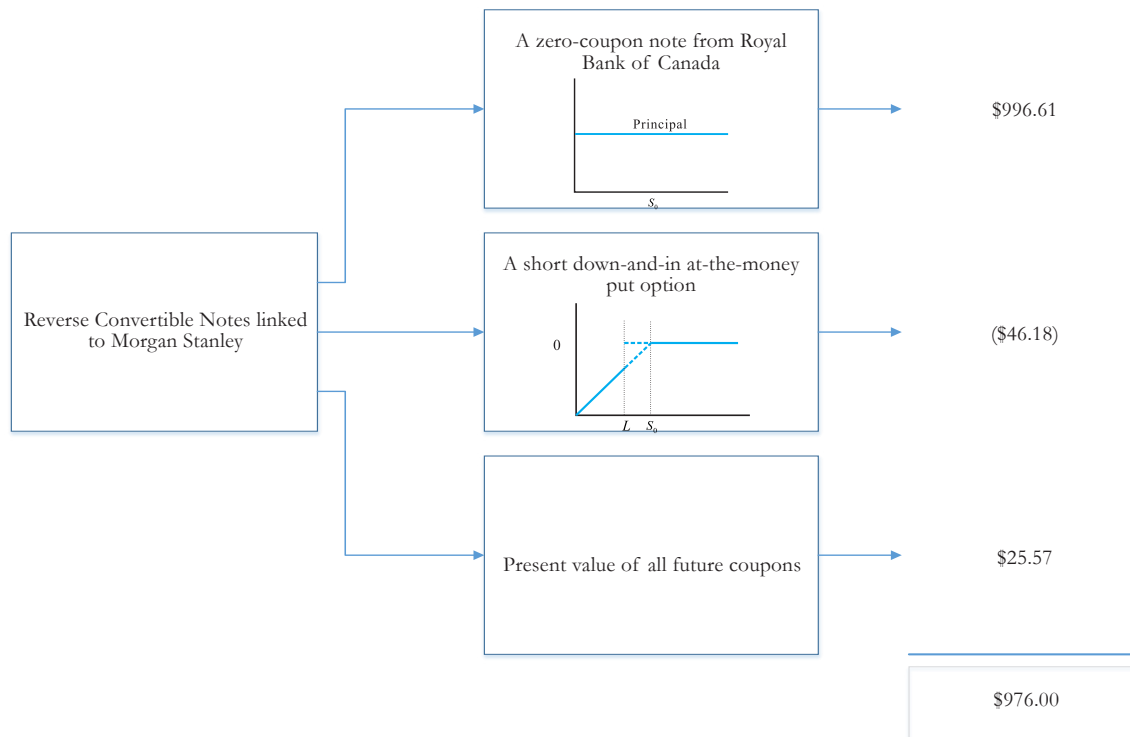 A zero-coupon note from Royal
Bank of Canada
Principal
S₀
$996.61
Reverse Convertible Notes linked
to Morgan Stanley
A short down-and-in at-the-money
put option
0
L S₀
($46.18)
Present value of all future coupons
$25.57
$976.00